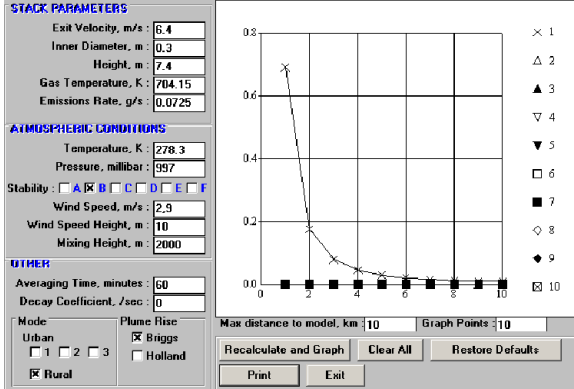 STACK PARAMETERS
Exit Velocity, m/s : 6.4
Inner Diameter, m : 0.3
Height, m : 7.4
Gas Temperature, K : 704.15
Emissions Rate, g/s : 0.0725
ATMOSPHERIC CONDITIONS
Temperature, K : 278.3
Pressure, millibar : 997
Stability : A B C D E F
Wind Speed, m/s : 2.9
Wind Speed Height, m : 10
Mixing Height, m : 2000
OTHER
Averaging Time, minutes : 60
Decay Coefficient, /sec : 0
Mode
Urban
1 2 3
Rural
Plume Rise
Briggs
Holland
0.8
0.6
0.4
0.2
0.0
0 2 4 6 8 10
1
2
3
4
5
6
7
8
9
10
Max distance to model, km : 10 Graph Points : 10
Recalculate and Graph Clear All Restore Defaults
Print Exit